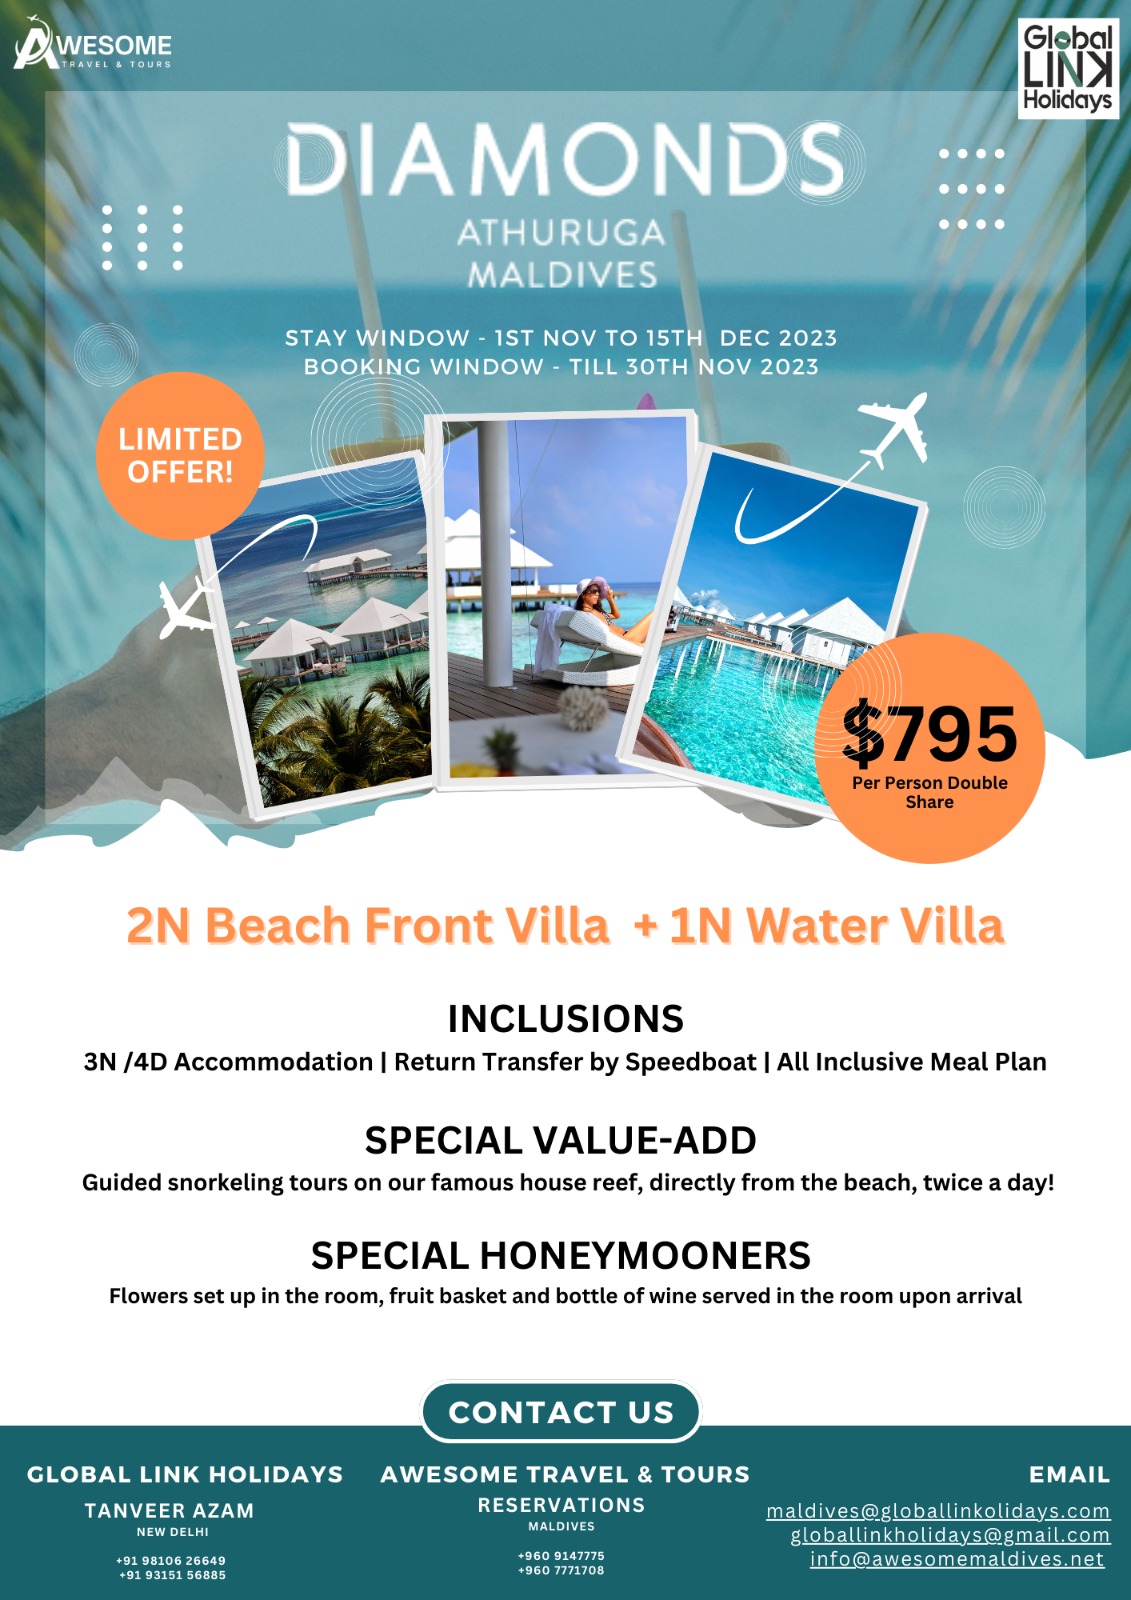 AWESOME
TRAVEL & TOURS
Global
LINK
Holidays
DIAMONDS
ATHURUGA
MALDIVES
STAY WINDOW - 1ST NOV TO 15TH DEC 2023
BOOKING WINDOW - TILL 30TH NOV 2023
LIMITED
OFFER!
$795
Per Person Double
Share
2N Beach Front Villa + 1N Water Villa
INCLUSIONS
3N /4D Accommodation | Return Transfer by Speedboat | All Inclusive Meal Plan
SPECIAL VALUE-ADD
Guided snorkeling tours on our famous house reef, directly from the beach, twice a day!
SPECIAL HONEYMOONERS
Flowers set up in the room, fruit basket and bottle of wine served in the room upon arrival
CONTACT US
GLOBAL LINK HOLIDAYS
TANVEER AZAM
NEW DELHI
+91 98106 26649
+91 93151 56885
AWESOME TRAVEL & TOURS
RESERVATIONS
MALDIVES
+960 9147775
+960 7771708
EMAIL
maldives@globallinkolidays.com
globallinkholidays@gmail.com
info@awesomemaldives.net